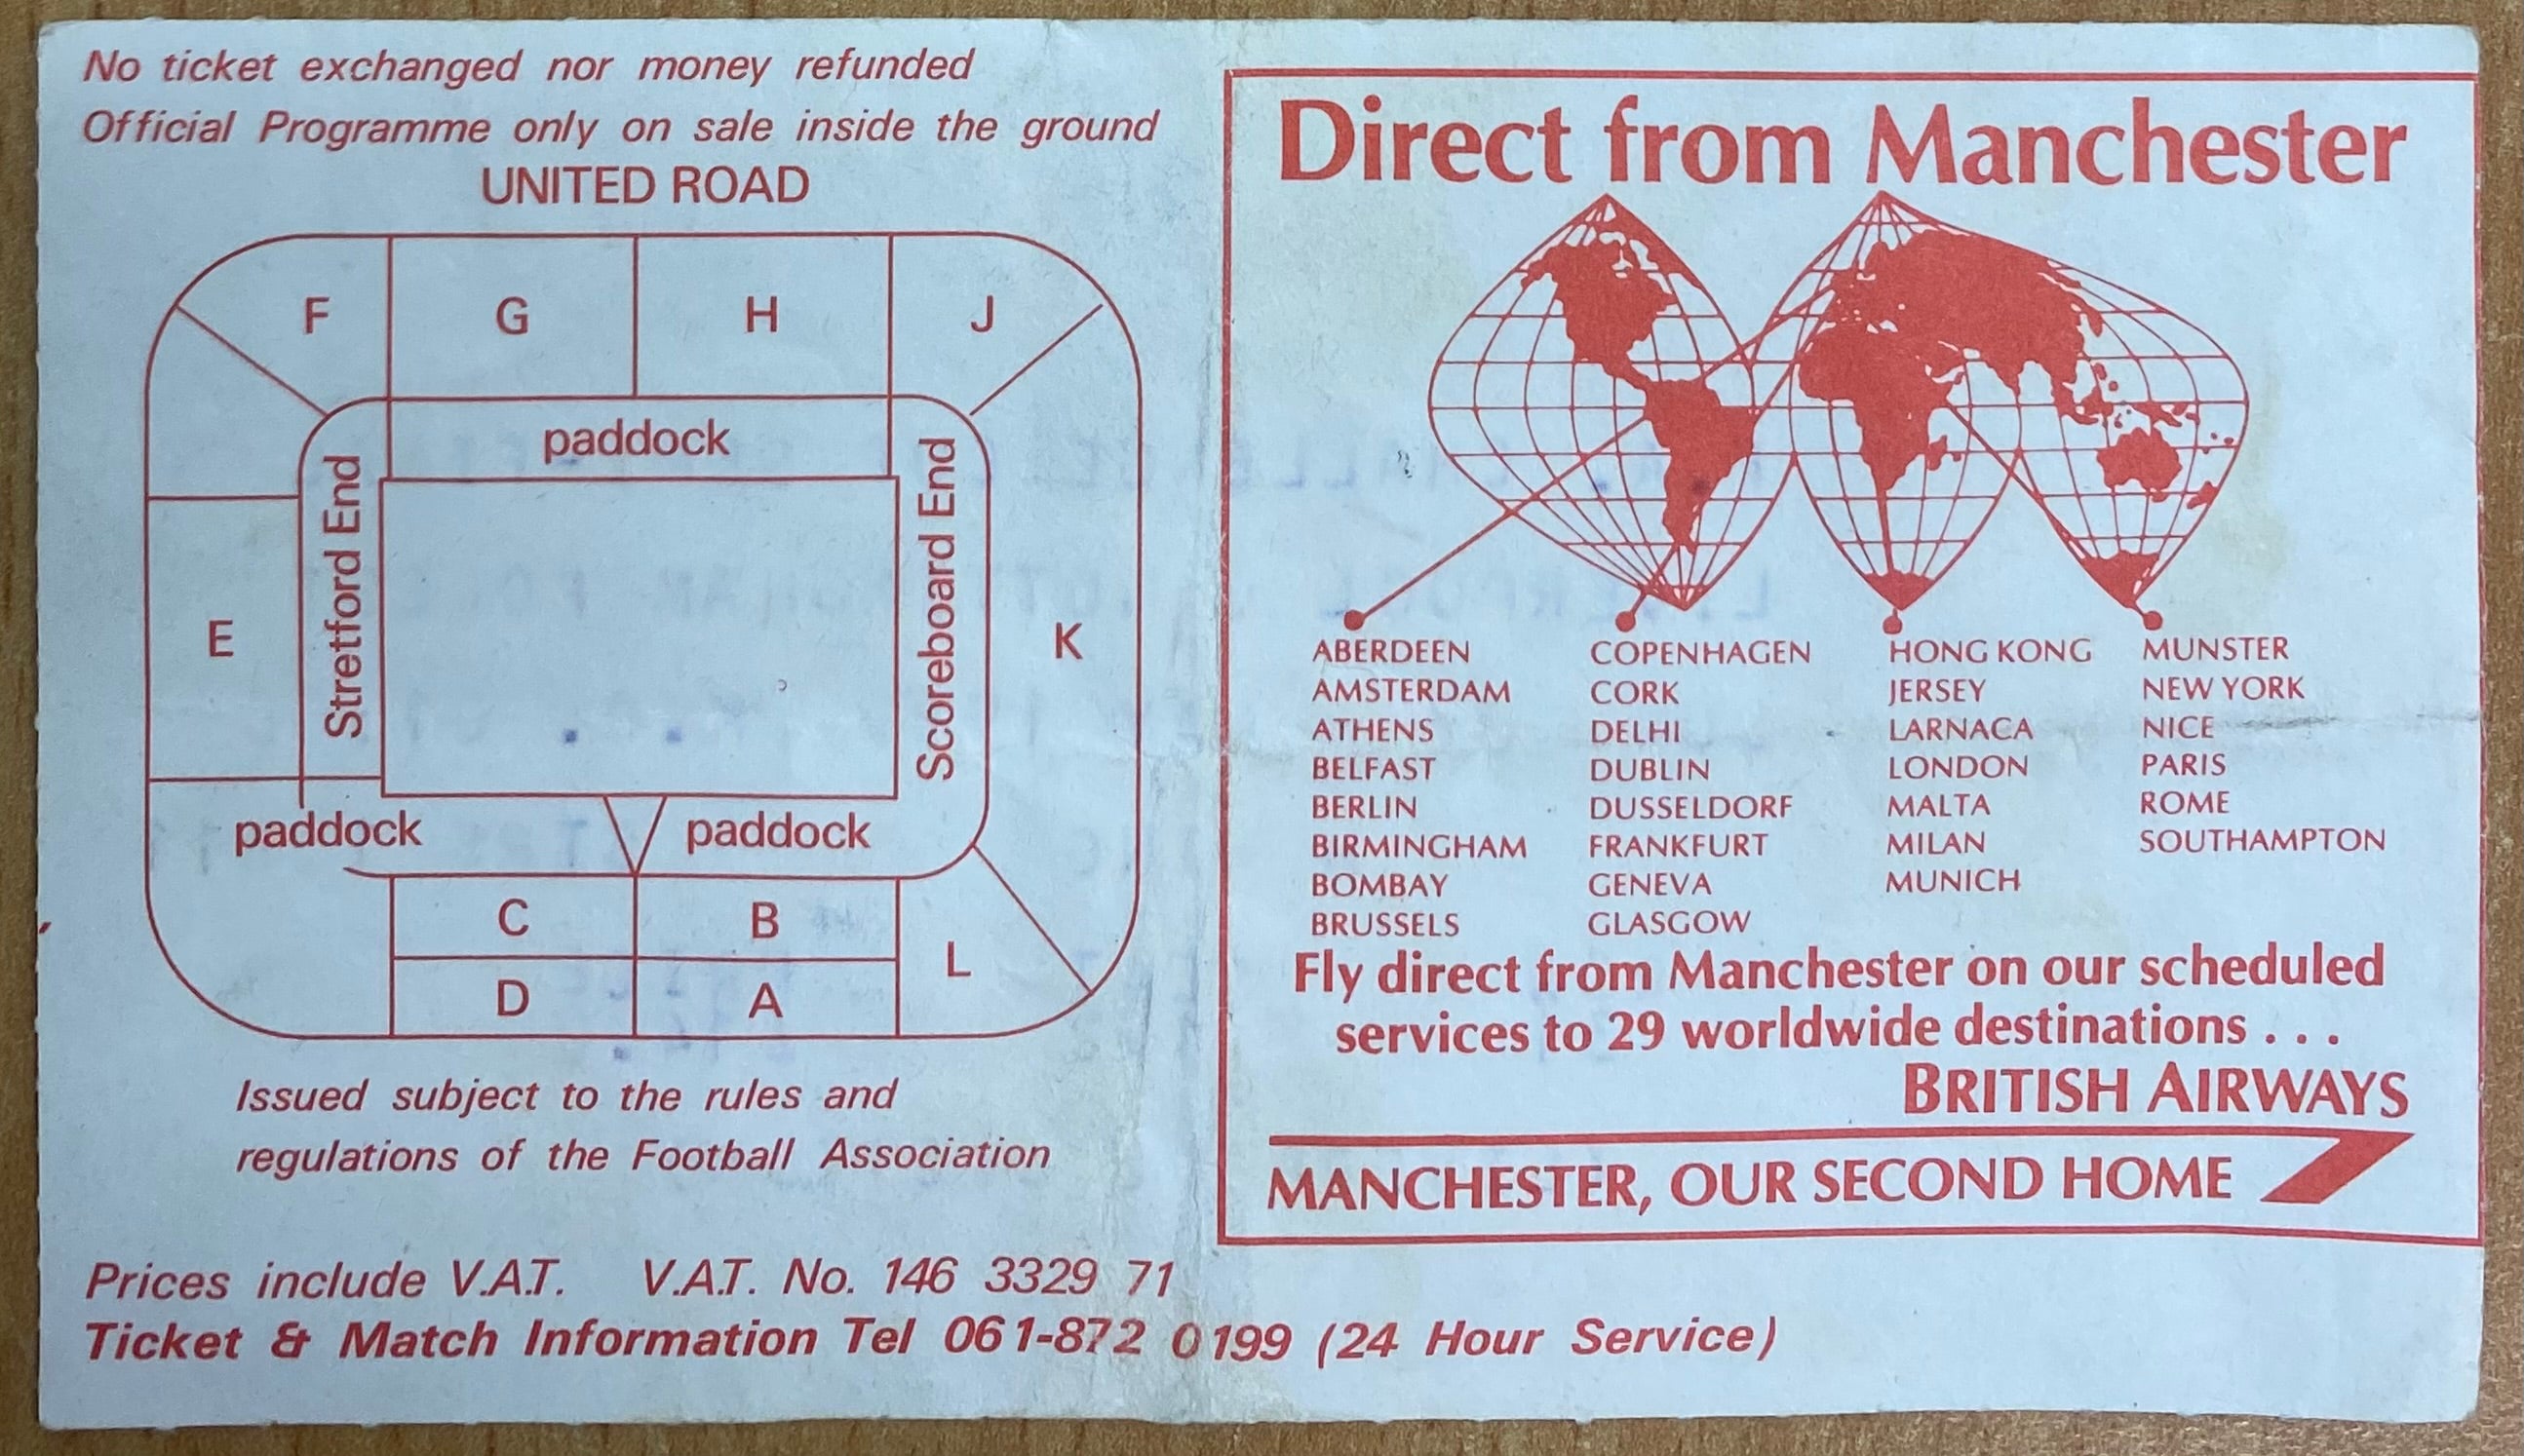 No ticket exchanged nor money refunded
Official Programme only on sale inside the ground
UNITED ROAD
F G H J
paddock
Stretford End
Scoreboard End
E
K
paddock
paddock
C B
L
D A
Issued subject to the rules and
regulations of the Football Association
Prices include V.A.T. V.A.T. No. 146 3329 71
Ticket & Match Information Tel 061-872 0199 (24 Hour Service)
Direct from Manchester
ABERDEEN
AMSTERDAM
ATHENS
BELFAST
BERLIN
BIRMINGHAM
BOMBAY
BRUSSELS
COPENHAGEN
CORK
DELHI
DUBLIN
DUSSELDORF
FRANKFURT
GENEVA
GLASGOW
HONG KONG
JERSEY
LARNACA
LONDON
MALTA
MILAN
MUNICH
MUNSTER
NEW YORK
NICE
PARIS
ROME
SOUTHAMPTON
Fly direct from Manchester on our scheduled
services to 29 worldwide destinations . . .
BRITISH AIRWAYS
MANCHESTER, OUR SECOND HOME